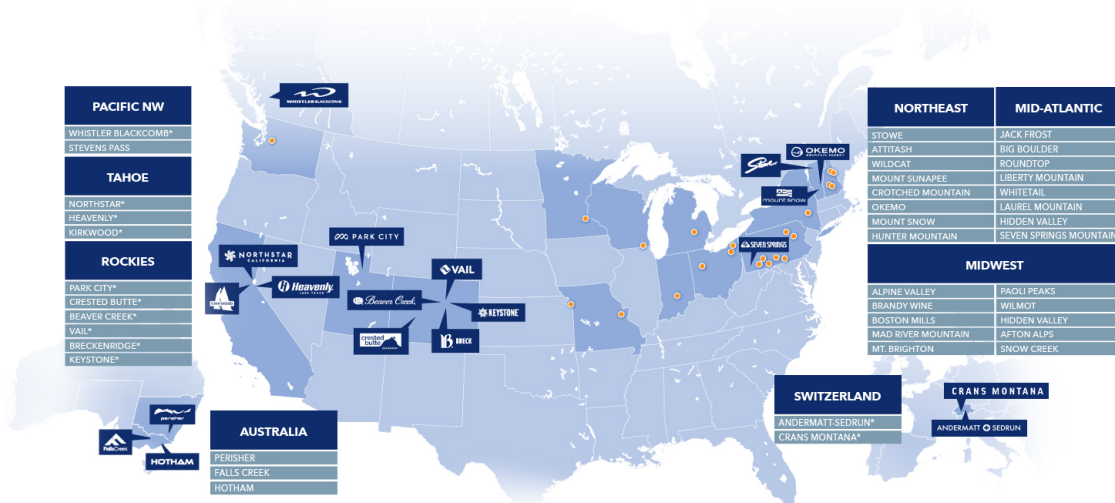 PACIFIC NW
WHISTLER BLACKCOMB*
STEVENS PASS
TAHOE
NORTHSTAR*
HEAVENLY*
KIRKWOOD*
ROCKIES
PARK CITY*
CRESTED BUTTE*
BEAVER CREEK*
VAIL*
BRECKENRIDGE*
KEYSTONE*
WHISTLER BLACKCOMB
PARK CITY
NORTHSTAR
CALIFORNIA
Heavenly
VAIL
Beaver Creek
KEYSTONE
crested
butte
BRECK
Stowe
OKEMO
MOUNTAIN RESORT
mount snow
SEVEN SPRINGS
NORTHEAST MID-ATLANTIC
STOWE JACK FROST
ATTITASH BIG BOULDER
WILDCAT ROUNDTOP
MOUNT SUNAPEE LIBERTY MOUNTAIN
CROTCHED MOUNTAIN WHITETAIL
OKEMO LAUREL MOUNTAIN
MOUNT SNOW HIDDEN VALLEY
HUNTER MOUNTAIN SEVEN SPRINGS MOUNTAIN
MIDWEST
ALPINE VALLEY PAOLI PEAKS
BRANDY WINE WILMOT
BOSTON MILLS HIDDEN VALLEY
MAD RIVER MOUNTAIN AFTON ALPS
MT. BRIGHTON SNOW CREEK
perisher
FallsCreek
HOTHAM
AUSTRALIA
PERISHER
FALLS CREEK
HOTHAM
SWITZERLAND
ANDERMATT-SEDRUN*
CRANS MONTANA*
CRANS MONTANA
ANDERMATT SEDRUN